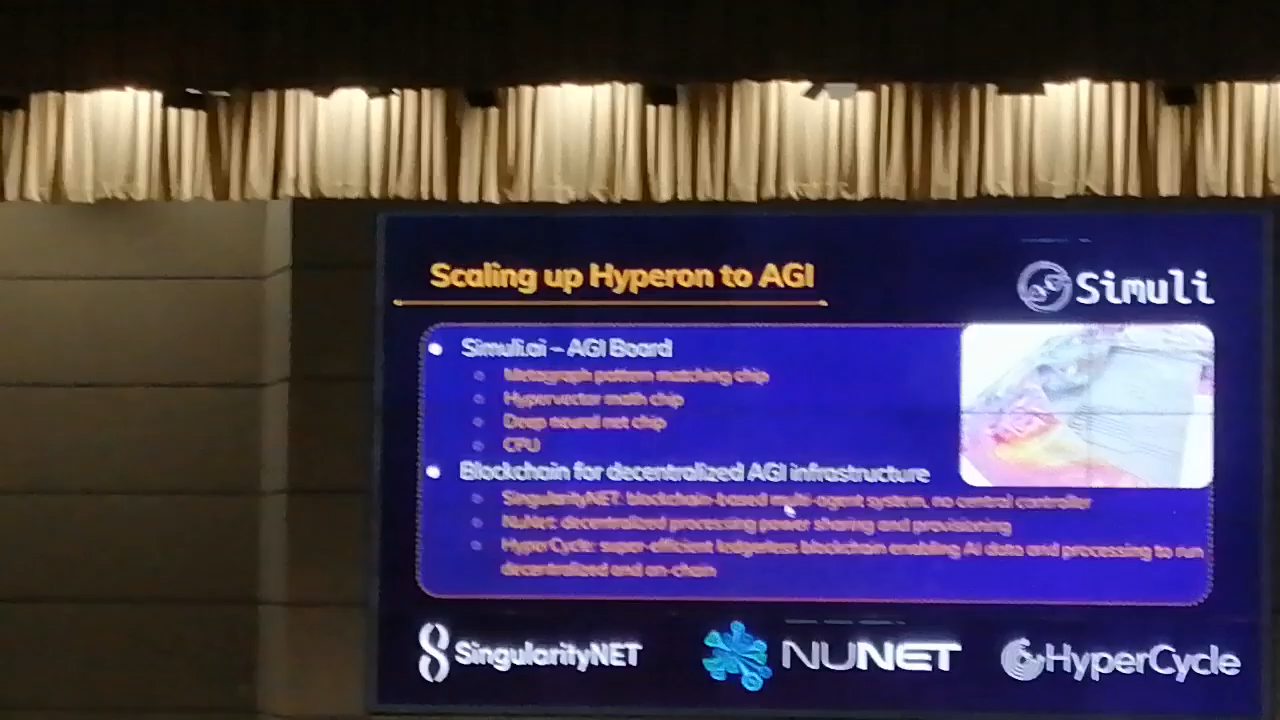 Scaling up Hyperon to AGI
Simuli
Simuli.ai – AGI Board
Metagraph pattern matching chip
Hypervector math chip
Deep neural net chip
CPU
Blockchain for decentralized AGI infrastructure
SingularityNET: blockchain-based multi-agent system, no central controller
NuNet: decentralized processing power sharing and provisioning
HyperCycle: super-efficient ledgerless blockchain enabling AI data and processing to run
decentralized and on-chain
SingularityNET
NUNET
HyperCycle